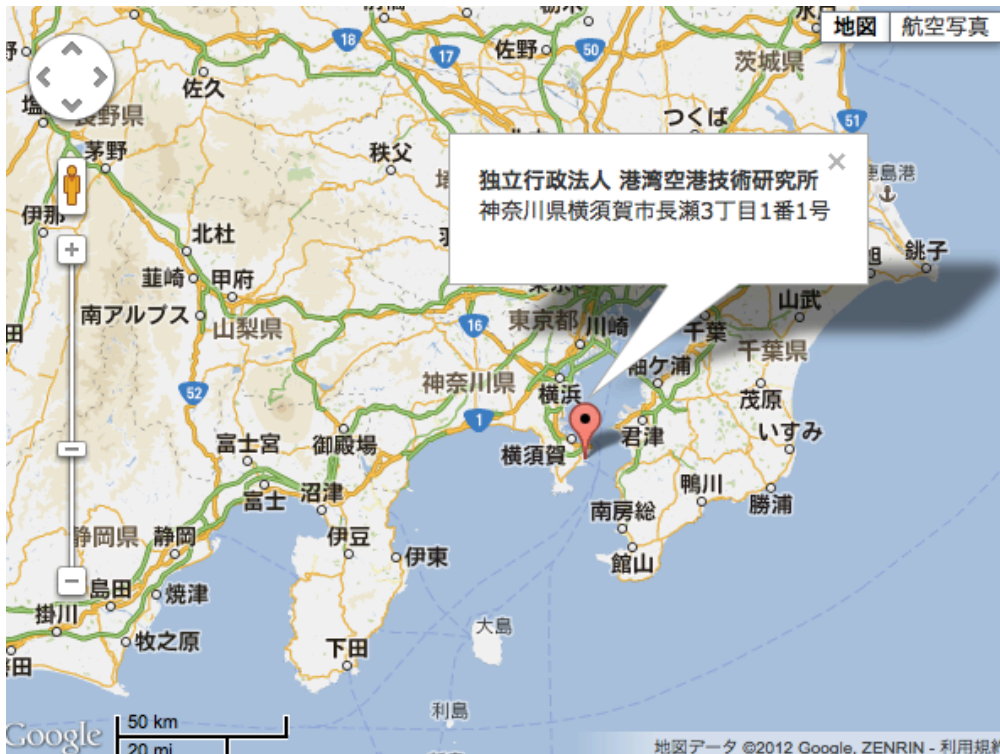 地図 航空写真
18
17
佐野
50
茨城県
佐久
長野県
つくば
51
茅野
秩父
独立行政法人 港湾空港技術研究所
神奈川県横須賀市長瀬3丁目1番1号
鹿島港
伊那
北杜
旭
銚子
韮崎
甲府
南アルプス
山梨県
16
東京都
川崎
千葉
山武
千葉県
袖ケ浦
神奈川県
横浜
52
茂原
1
いすみ
富士宮
御殿場
横須賀
君津
富士
沼津
鴨川
勝浦
南房総
静岡県
静岡
伊豆
伊東
館山
島田
焼津
掛川
牧之原
大島
下田
利島
50 km
20 mi
Google
地図データ ©2012 Google, ZENRIN - 利用規約